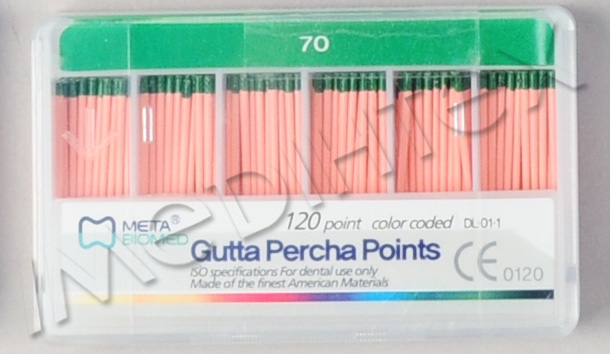 70
120 point color coded DL-01-1
META®
BIOMED
Gutta Percha Points
ISO specifications For dental use only
Made of the finest American Materials
CE 0120
iMeDiHTex